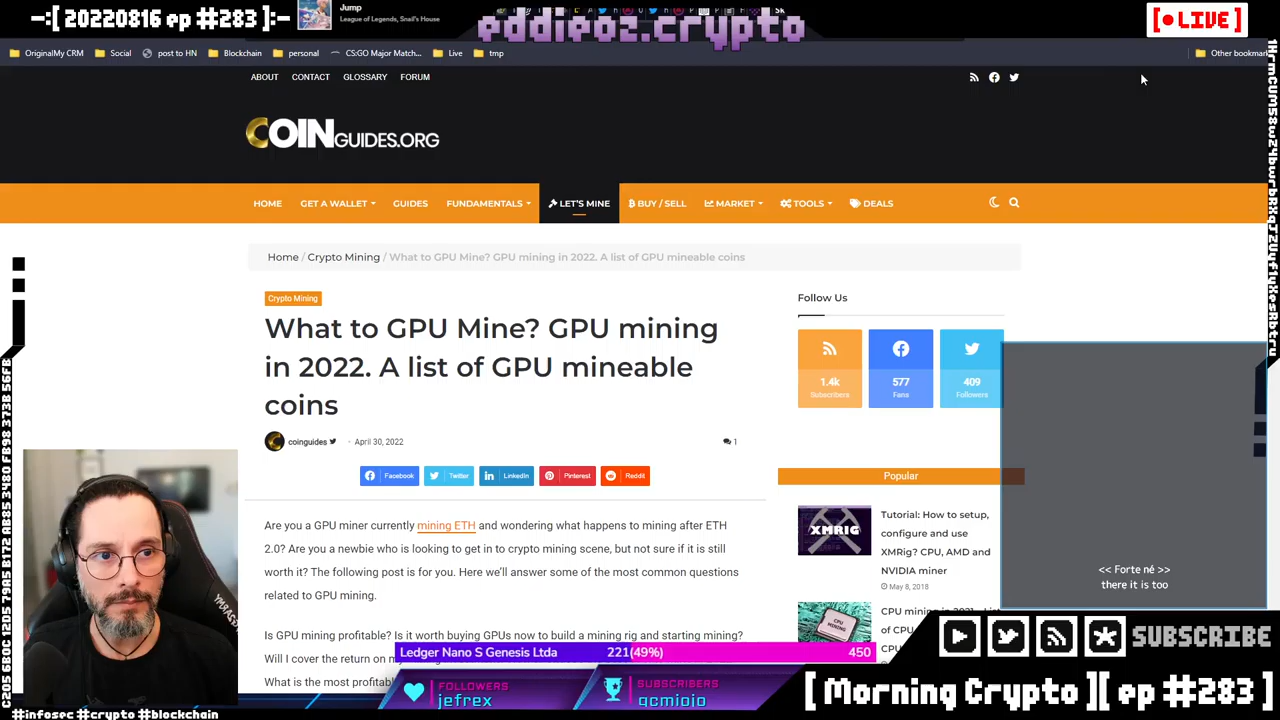 -:[ 20220816 ep #283 ]:-
Jump
League of Legends, Snail's House
eddieoz.crypto
[ • LIVE ]
OriginalMy CRM
Social
post to HN
Blockchain
personal
CS:GO Major Match...
Live
tmp
Other bookmar
ABOUT
CONTACT
GLOSSARY
FORUM
COINGUIDES.ORG
HOME
GET A WALLET
GUIDES
FUNDAMENTALS
LET'S MINE
BUY / SELL
MARKET
TOOLS
DEALS
Home / Crypto Mining / What to GPU Mine? GPU mining in 2022. A list of GPU mineable coins
Crypto Mining
What to GPU Mine? GPU mining
in 2022. A list of GPU mineable
coins
coinguides
April 30, 2022
1
Facebook
Twitter
LinkedIn
Pinterest
Reddit
Are you a GPU miner currently mining ETH and wondering what happens to mining after ETH
2.0? Are you a newbie who is looking to get in to crypto mining scene, but not sure if it is still
worth it? The following post is for you. Here we'll answer some of the most common questions
related to GPU mining.
Is GPU mining profitable? Is it worth buying GPUs now to build a mining rig and starting mining?
Will I cover the return on my
What is the most profitabl
Follow Us
1.4k
Subscribers
577
Fans
409
Followers
Popular
XMRIG
Tutorial: How to setup,
configure and use
XMRig? CPU, AMD and
NVIDIA miner
May 8, 2018
CPU MINING
CPU mining in 2021 - List
of CPU
<< Forte né >>
there it is too
Ledger Nano S Genesis Ltda
221(49%)
450
FOLLOWERS
jefrex
SUBSCRIBERS
gcmiojo
SUBSCRIBE
[ Morning Crypto ][ ep #283 ]
#infosec #crypto #blockchain